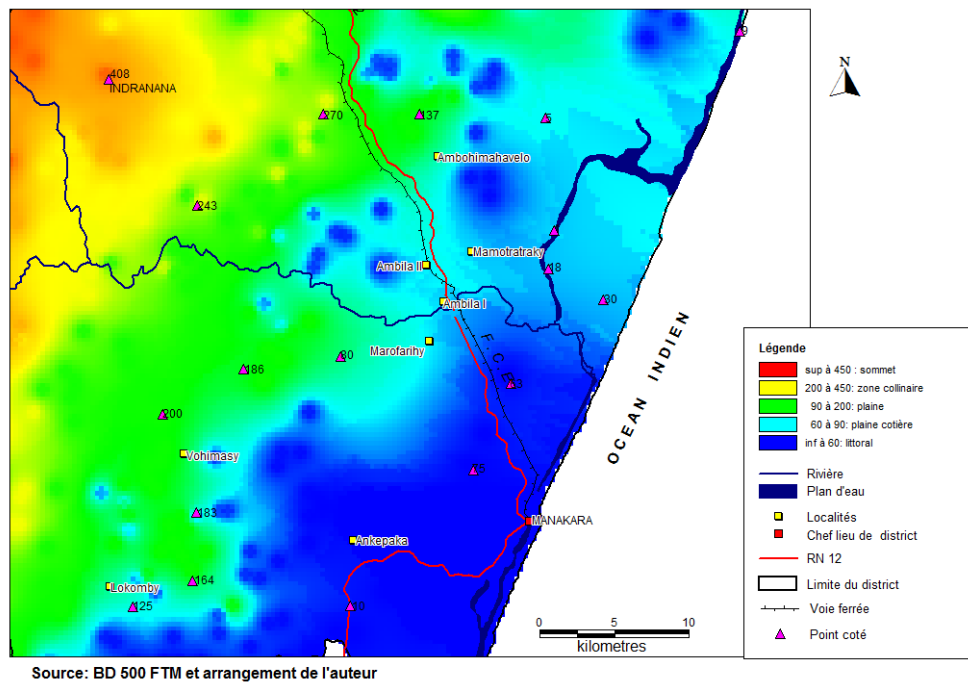 9
408
INDRANANA
270
137
5
Ambohimahavelo
243
Mamotratraky
Ambila II
18
30
Ambila I
Marofarihy
80
F. C. E
186
200
Vohimasy
183
MANAKARA
Ankepaka
164
Lokomby
125
OCEAN INDIEN
N
0 5 10
kilometres
Légende
sup à 450 : sommet
200 à 450: zone collinaire
90 à 200: plaine
60 à 90: plaine cotière
inf à 60: littoral
Rivière
Plan d'eau
Localités
Chef lieu de district
RN 12
Limite du district
Voie ferrée
Point coté
Source: BD 500 FTM et arrangement de l'auteur